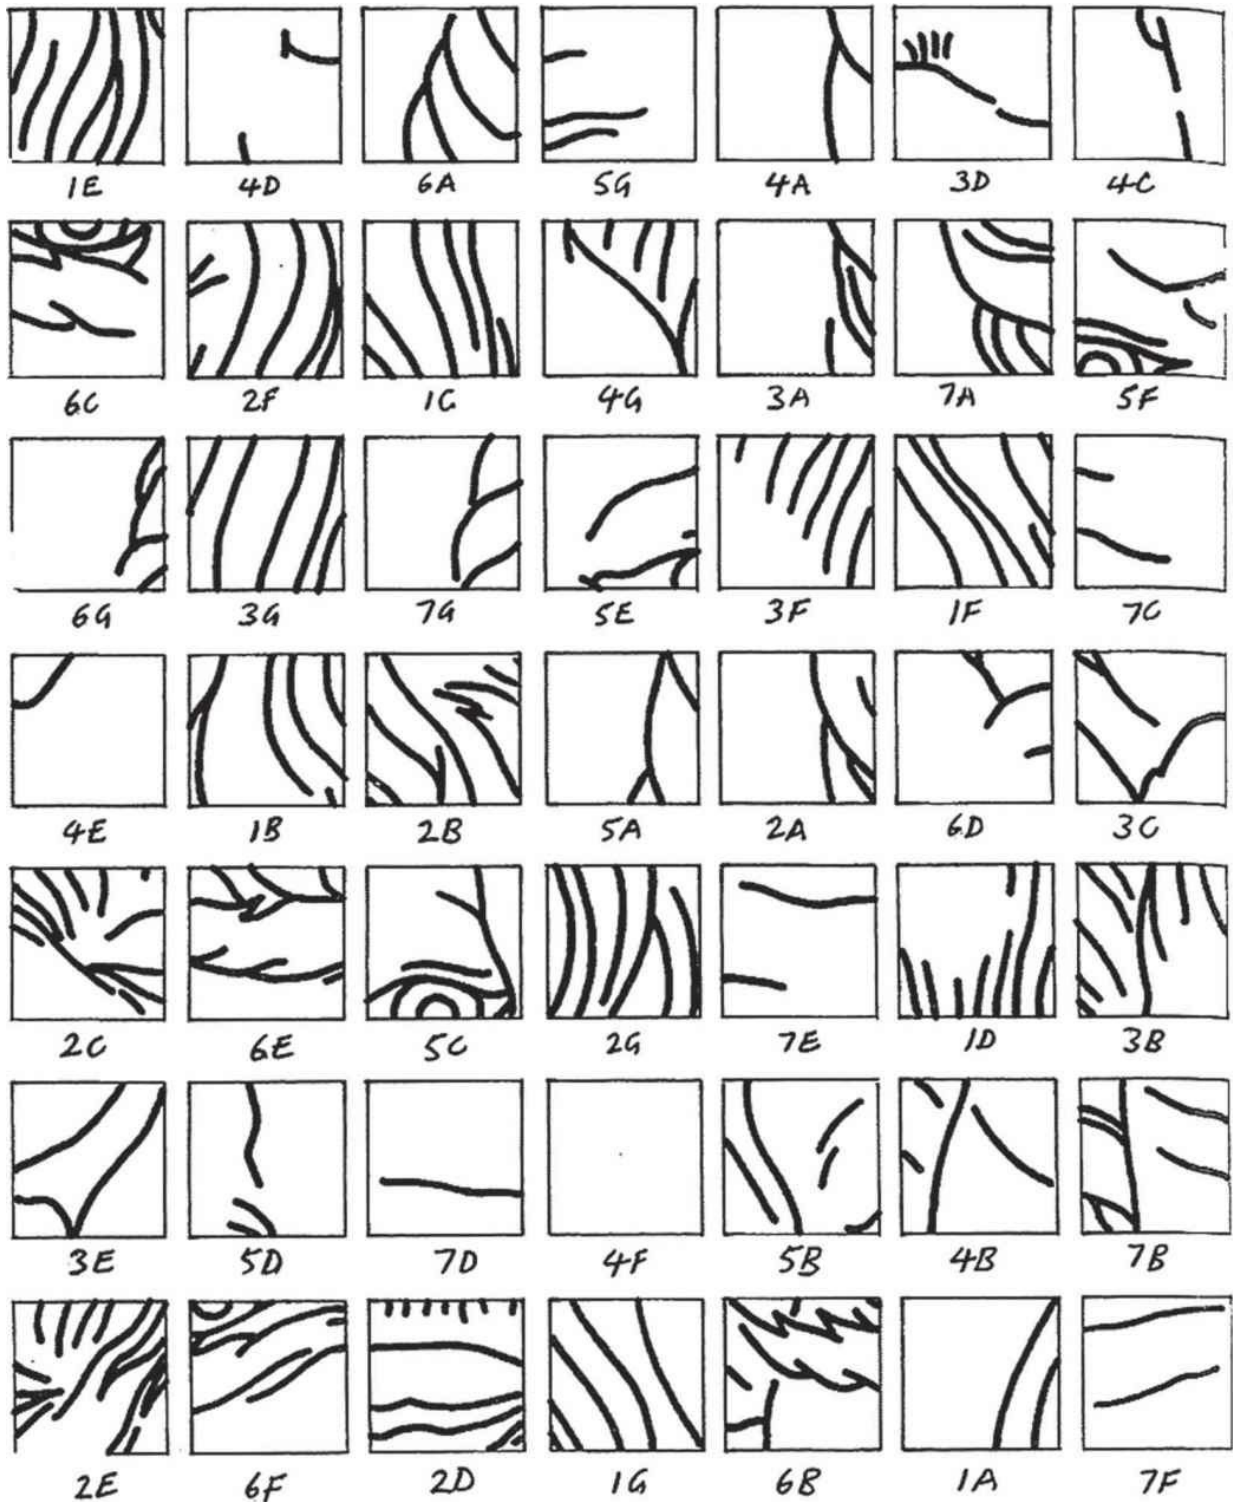 1E 4D 6A 5G 4A 3D 4C
6C 2F 1C 4G 3A 7A 5F
6G 3G 7G 5E 3F 1F 7C
4E 1B 2B 5A 2A 6D 3C
2C 6E 5C 2G 7E 1D 3B
3E 5D 7D 4F 5B 4B 7B
2E 6F 2D 1G 6B 1A 7F